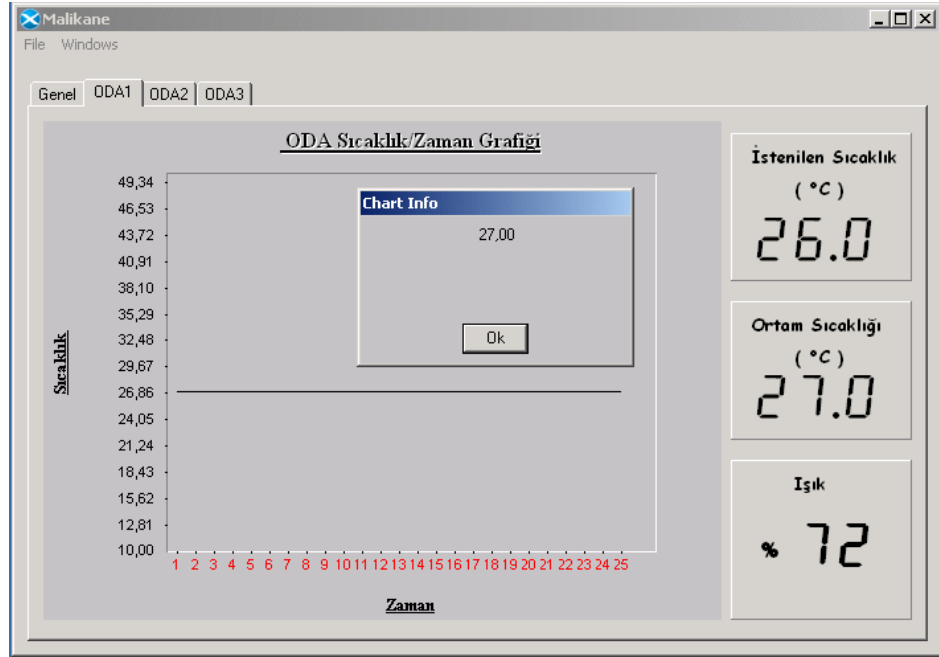 Malikane
File Windows
Genel ODA1 ODA2 ODA3
ODA Sıcaklık/Zaman Grafiği
49,34
46,53
43,72
40,91
38,10
35,29
32,48
29,67
26,86
24,05
21,24
18,43
15,62
12,81
10,00
Sıcaklık
1 2 3 4 5 6 7 8 9 10 11 12 13 14 15 16 17 18 19 20 21 22 23 24 25
Zaman
Chart Info
27,00
Ok
İstenilen Sıcaklık
(°C)
26.0
Ortam Sıcaklığı
(°C)
27.0
Işık
% 72